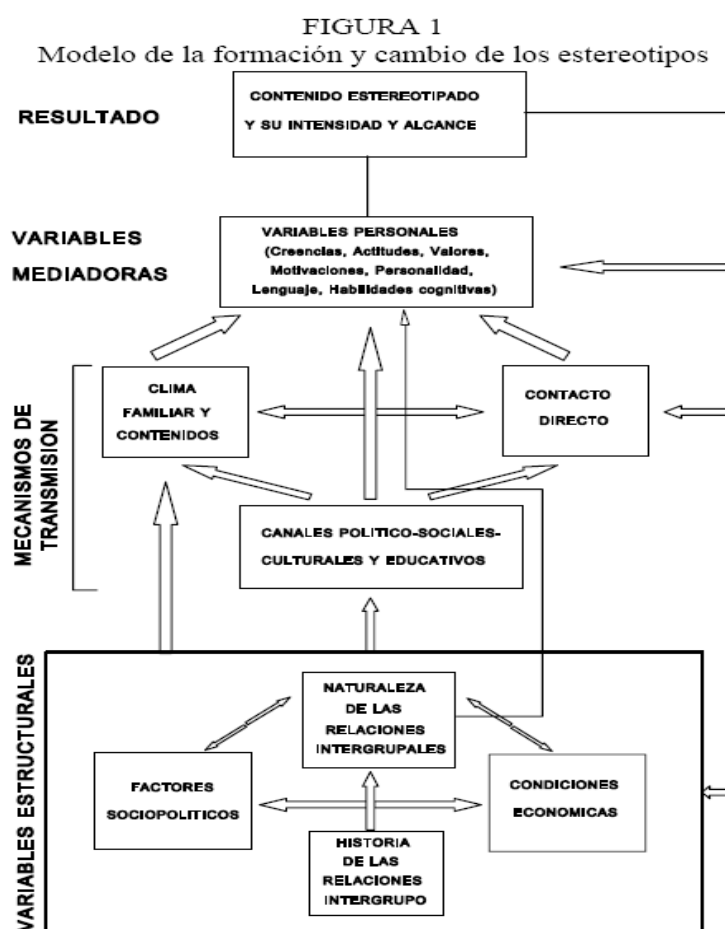 FIGURA 1
Modelo de la formación y cambio de los estereotipos
RESULTADO
CONTENIDO ESTEREOTIPADO
Y SU INTENSIDAD Y ALCANCE
VARIABLES
MEDIADORAS
VARIABLES PERSONALES
(Creencias, Actitudes, Valores,
Motivaciones, Personalidad,
Lenguaje, Habilidades cognitivas)
MECANISMOS DE
TRANSMISION
CLIMA
FAMILIAR Y
CONTENIDOS
CONTACTO
DIRECTO
CANALES POLITICO-SOCIALES-
CULTURALES Y EDUCATIVOS
VARIABLES ESTRUCTURALES
NATURALEZA
DE LAS
RELACIONES
INTERGRUPALES
FACTORES
SOCIOPOLITICOS
CONDICIONES
ECONOMICAS
HISTORIA
DE LAS
RELACIONES
INTERGRUPO